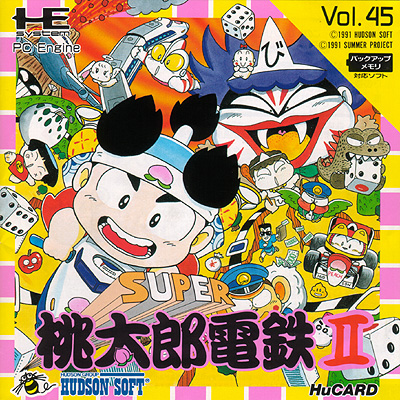 HE
SYSTEM
PC Engine
Vol. 45
©1991 HUDSON SOFT
©1991 SUMMER PROJECT
バックアップ
メモリ
対応ソフト
び
SUPER
桃太郎電鉄II
HUDSON GROUP
HUDSON SOFT
HuCARD